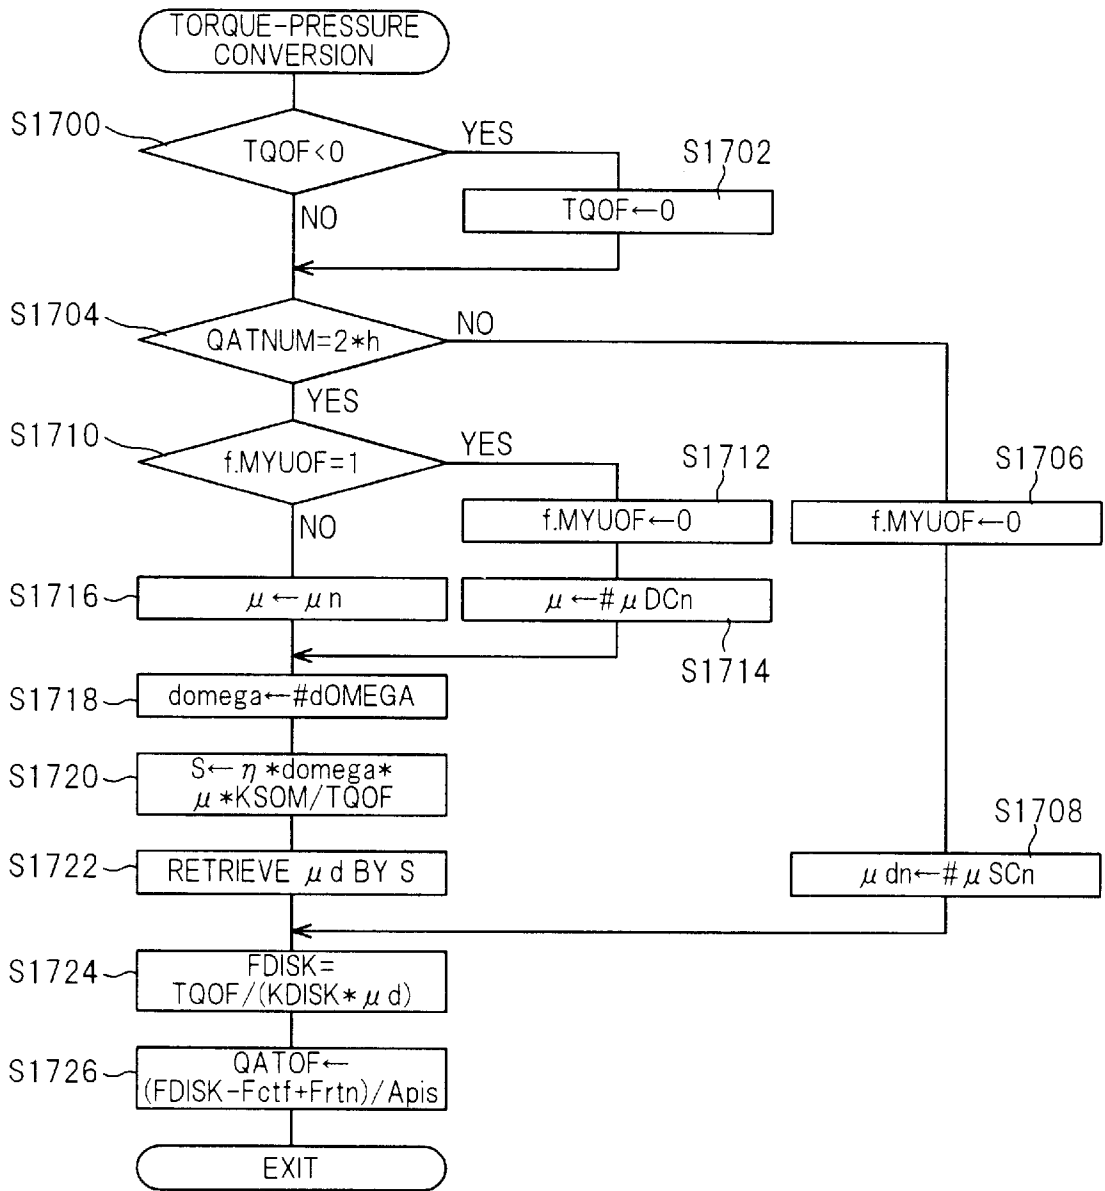 TORQUE-PRESSURE
CONVERSION
S1700
TQOF<0
YES
S1702
TQOF←0
NO
S1704
QATNUM=2*h
NO
YES
S1710
f.MYUOF=1
YES
S1712
S1706
f.MYUOF←0
f.MYUOF←0
NO
S1716
μ←μn
μ←#μDCn
S1714
S1718
domega←#dOMEGA
S1720
S←η*domega*
μ*KSOM/TQOF
S1708
S1722
RETRIEVE μd BY S
μdn←#μSCn
S1724
FDISK=
TQOF/(KDISK*μd)
S1726
QATOF←
(FDISK-Fctf+Frtn)/Apis
EXIT